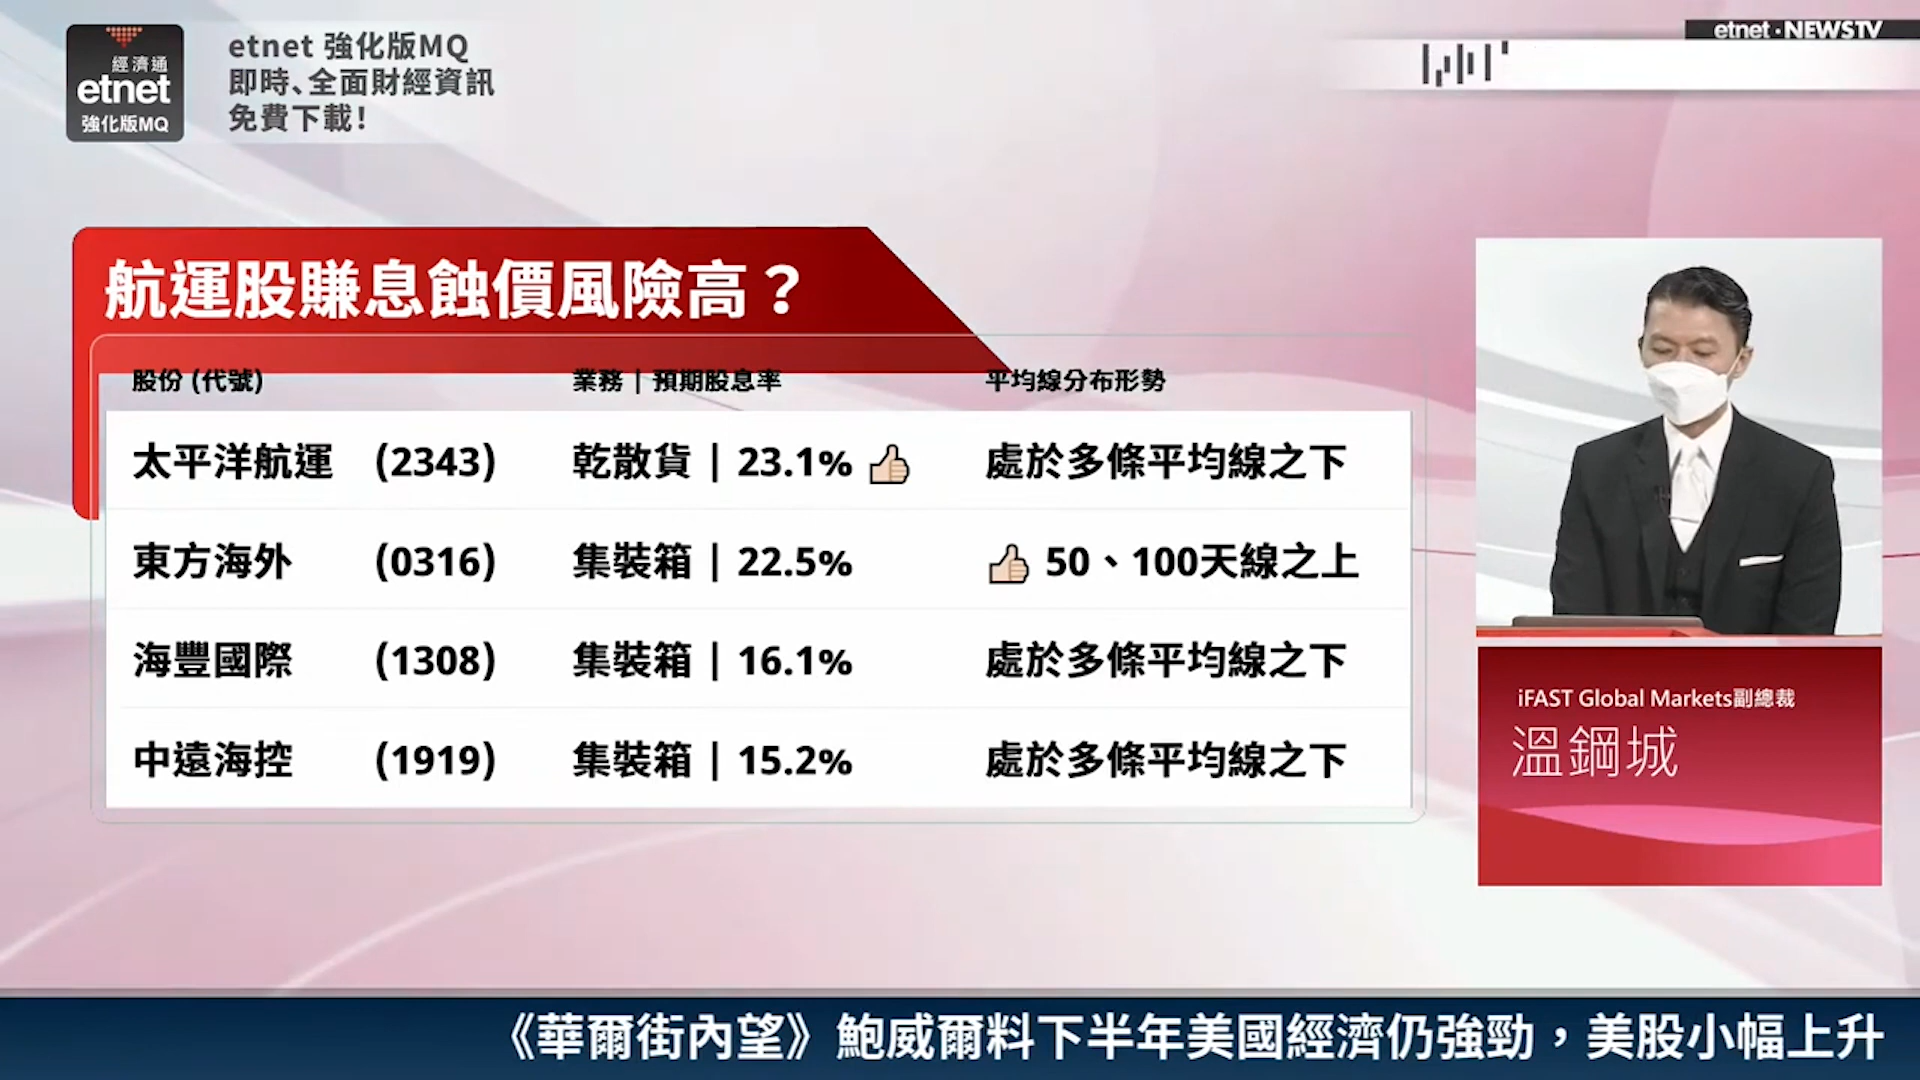 經濟通
etnet
強化版MQ
etnet 強化版MQ
即時、全面財經資訊
免費下載!
etnet·NEWSTV
航運股賺息蝕價風險高？
股份 (代號) 業務 | 預期股息率 平均線分布形勢
太平洋航運 (2343) 乾散貨 | 23.1% 👍 處於多條平均線之下
東方海外 (0316) 集裝箱 | 22.5% 👍 50、100天線之上
海豐國際 (1308) 集裝箱 | 16.1% 處於多條平均線之下
中遠海控 (1919) 集裝箱 | 15.2% 處於多條平均線之下
iFAST Global Markets副總裁
溫鋼城
《華爾街內望》鮑威爾料下半年美國經濟仍強勁，美股小幅上升